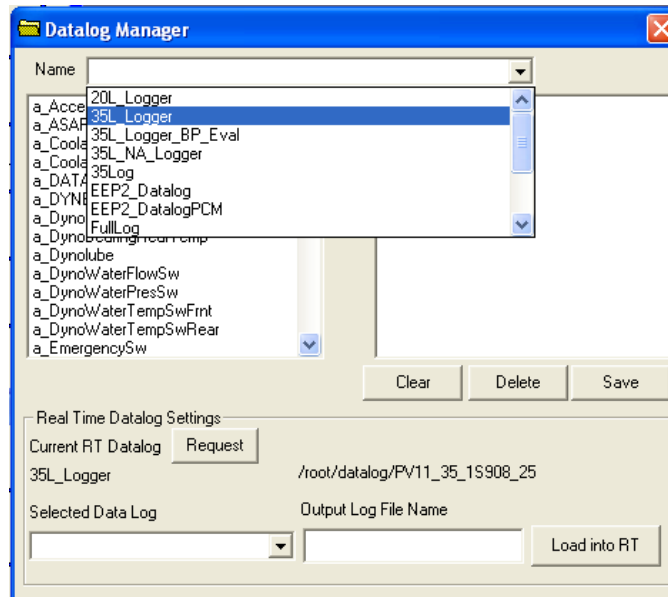 Datalog Manager
Name
20L_Logger
35L_Logger
35L_Logger_BP_Eval
35L_NA_Logger
35Log
EEP2_Datalog
EEP2_DatalogPCM
FullLog
a_Acce
a_ASAF
a_Coola
a_Coola
a_DATA
a_DYNE
a_Dyno
a_Dynolube
a_DynoWaterFlowSw
a_DynoWaterPresSw
a_DynoWaterTempSwFrnt
a_DynoWaterTempSwRear
a_EmergencySw
Clear Delete Save
Real Time Datalog Settings
Current RT Datalog Request
35L_Logger /root/datalog/PV11_35_1S908_25
Selected Data Log Output Log File Name
Load into RT